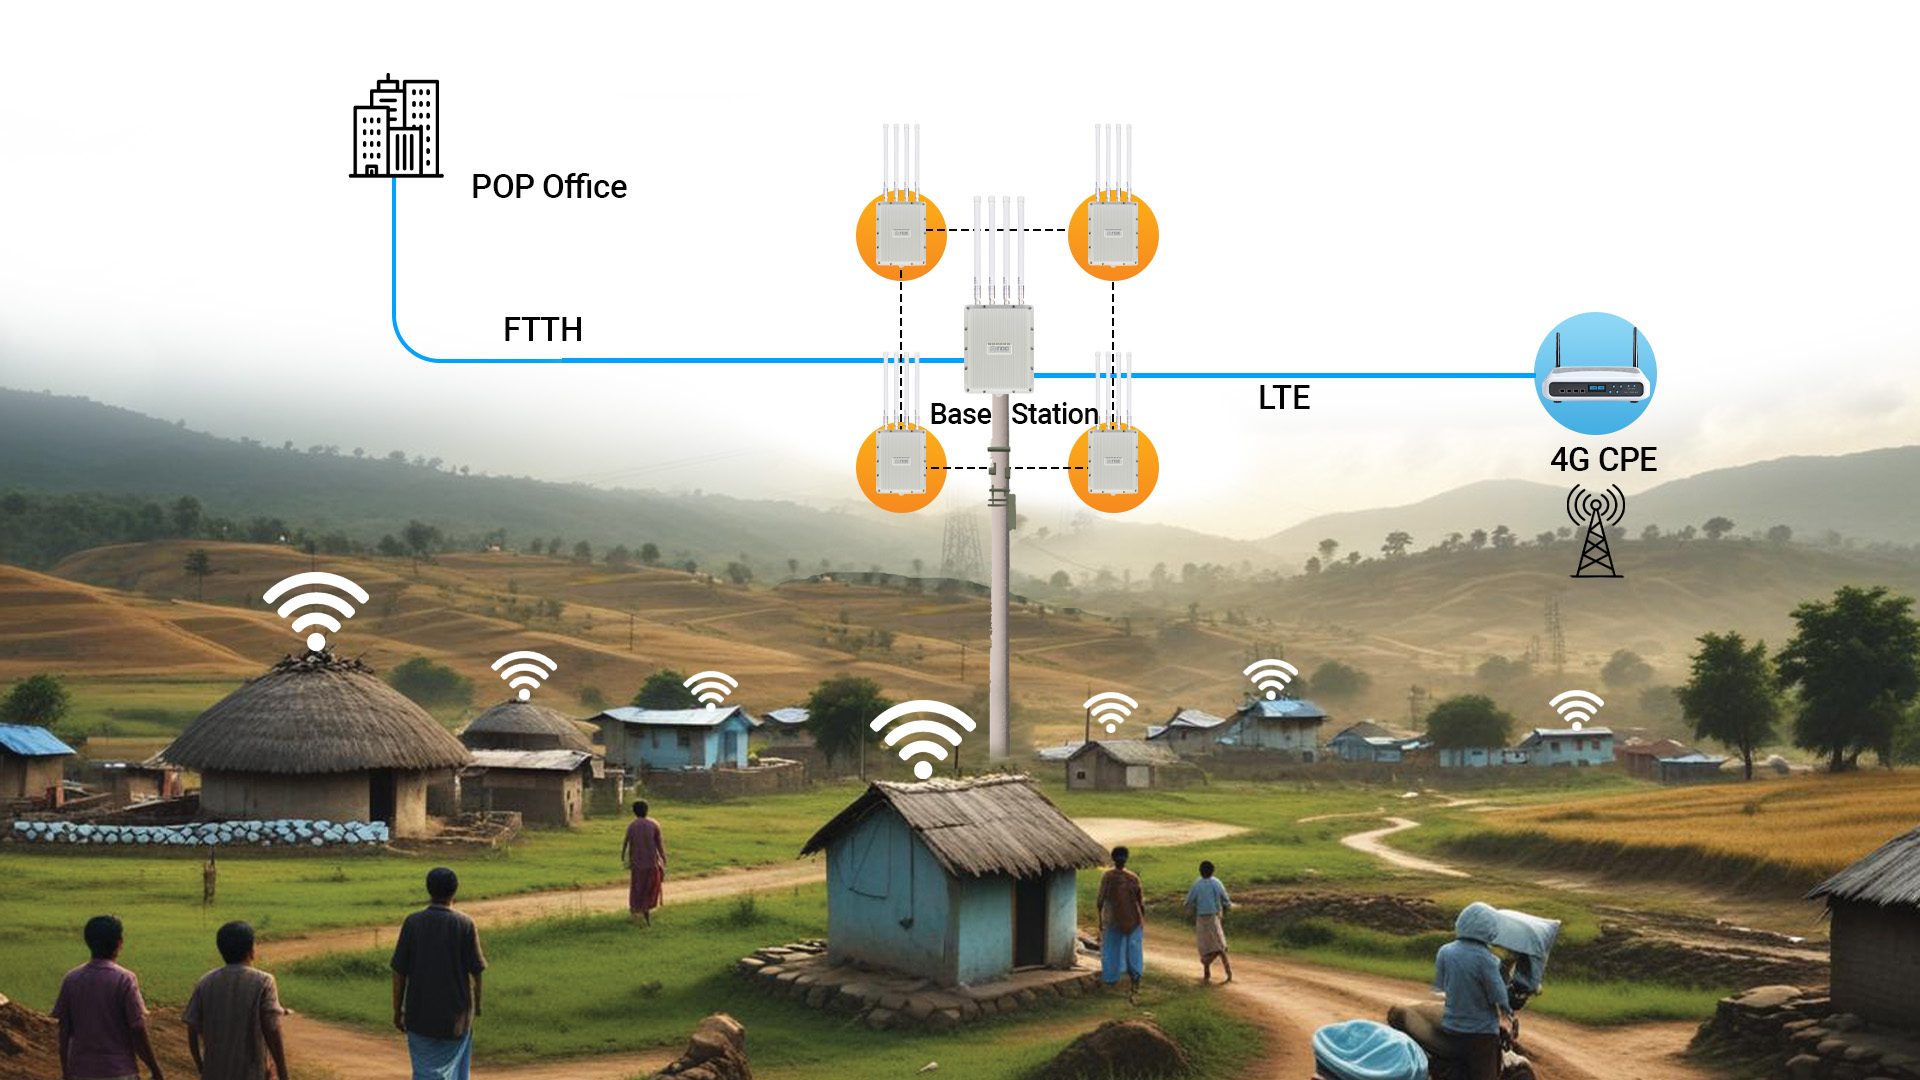 POP Office
FTTH
Base Station
LTE
4G CPE